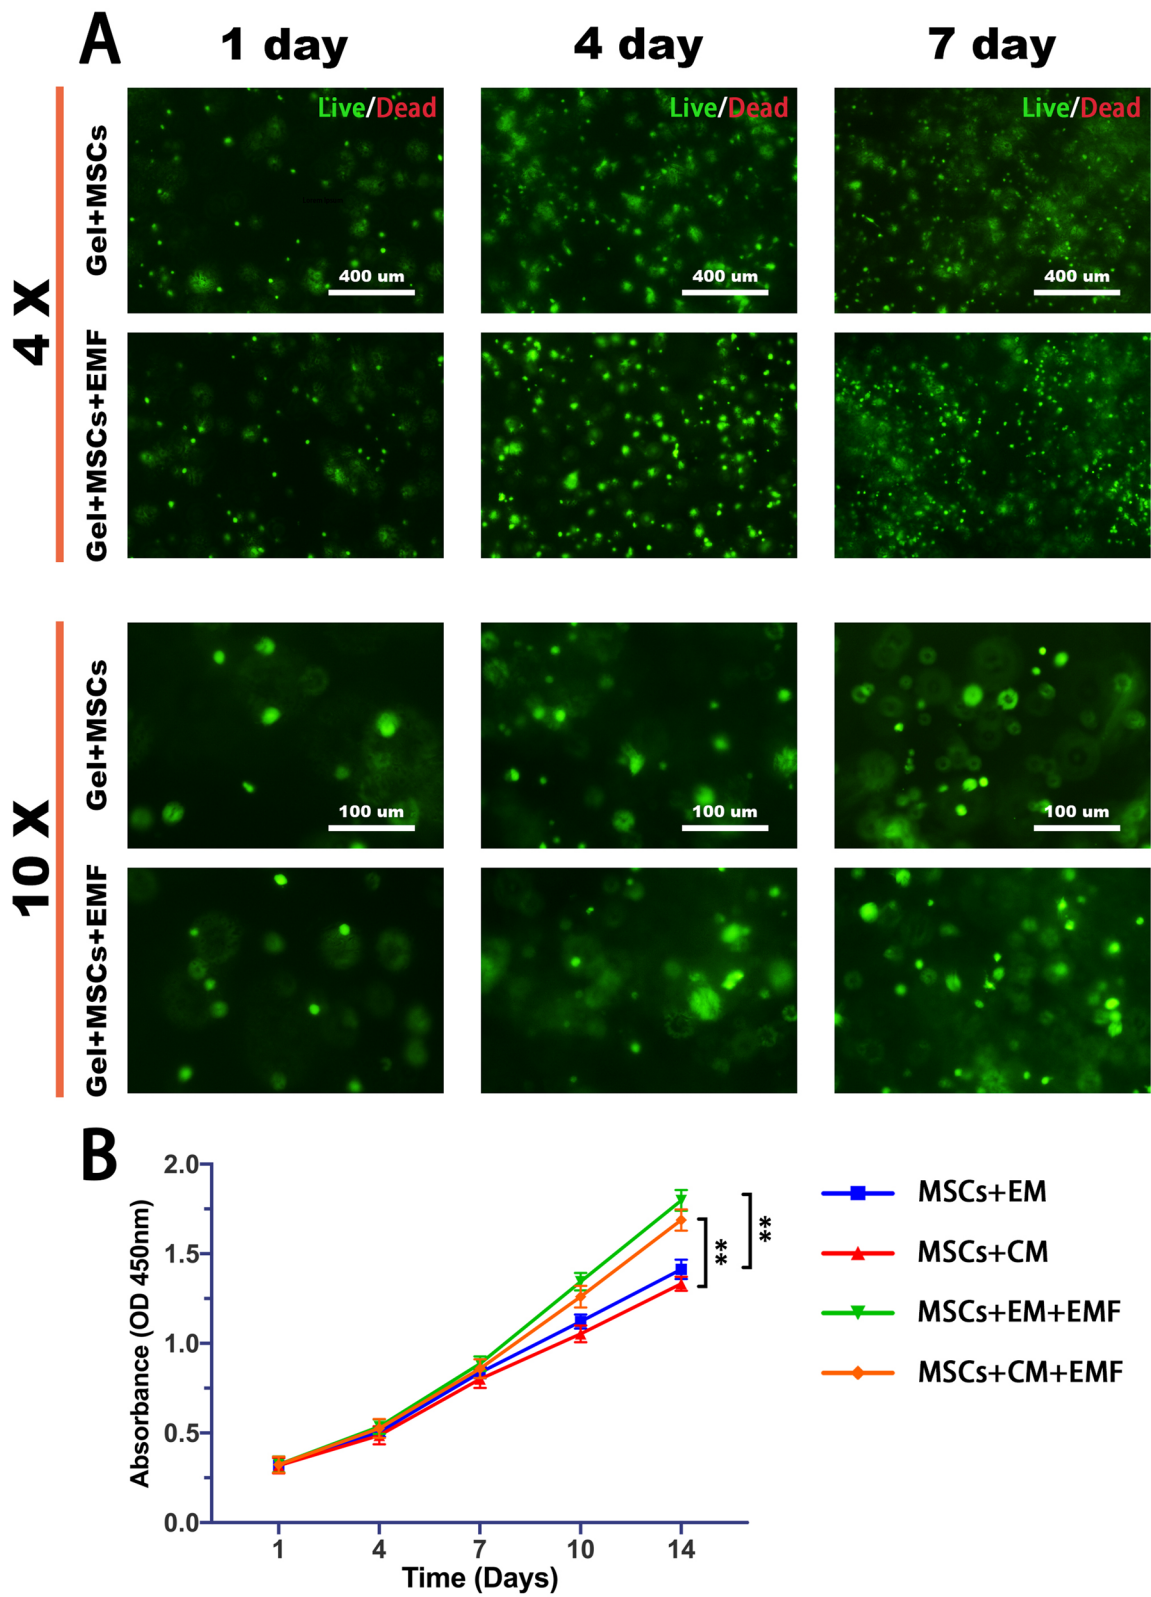 A
1 day
4 day
7 day
4 X
Gel+MSCs
Live/Dead
400 um
Live/Dead
400 um
Live/Dead
400 um
Gel+MSCs+EMF
10 X
Gel+MSCs
100 um
100 um
100 um
Gel+MSCs+EMF
B
Absorbance (OD 450nm)
2.0
1.5
1.0
0.5
0.0
1
4
7
10
14
Time (Days)
**
**
MSCs+EM
MSCs+CM
MSCs+EM+EMF
MSCs+CM+EMF